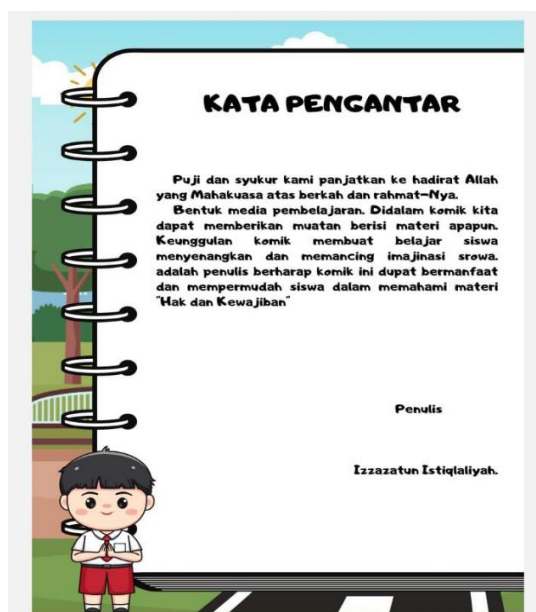 KATA PENGANTAR
Puji dan syukur kami panjatkan ke hadirat Allah
yang Mahakuasa atas berkah dan rahmat-Nya.
Bentuk media pembelajaran. Didalam komik kita
dapat memberikan muatan berisi materi apapun.
Keunggulan komik membuat belajar siswa
menyenangkan dan memancing imajinasi srowa.
adalah penulis berharap komik ini dupat bermanfaat
dan mempermudah siswa dalam memahami materi
"Hak dan Kewajiban"
Penulis
Izzazatun Istiqlaliyah.